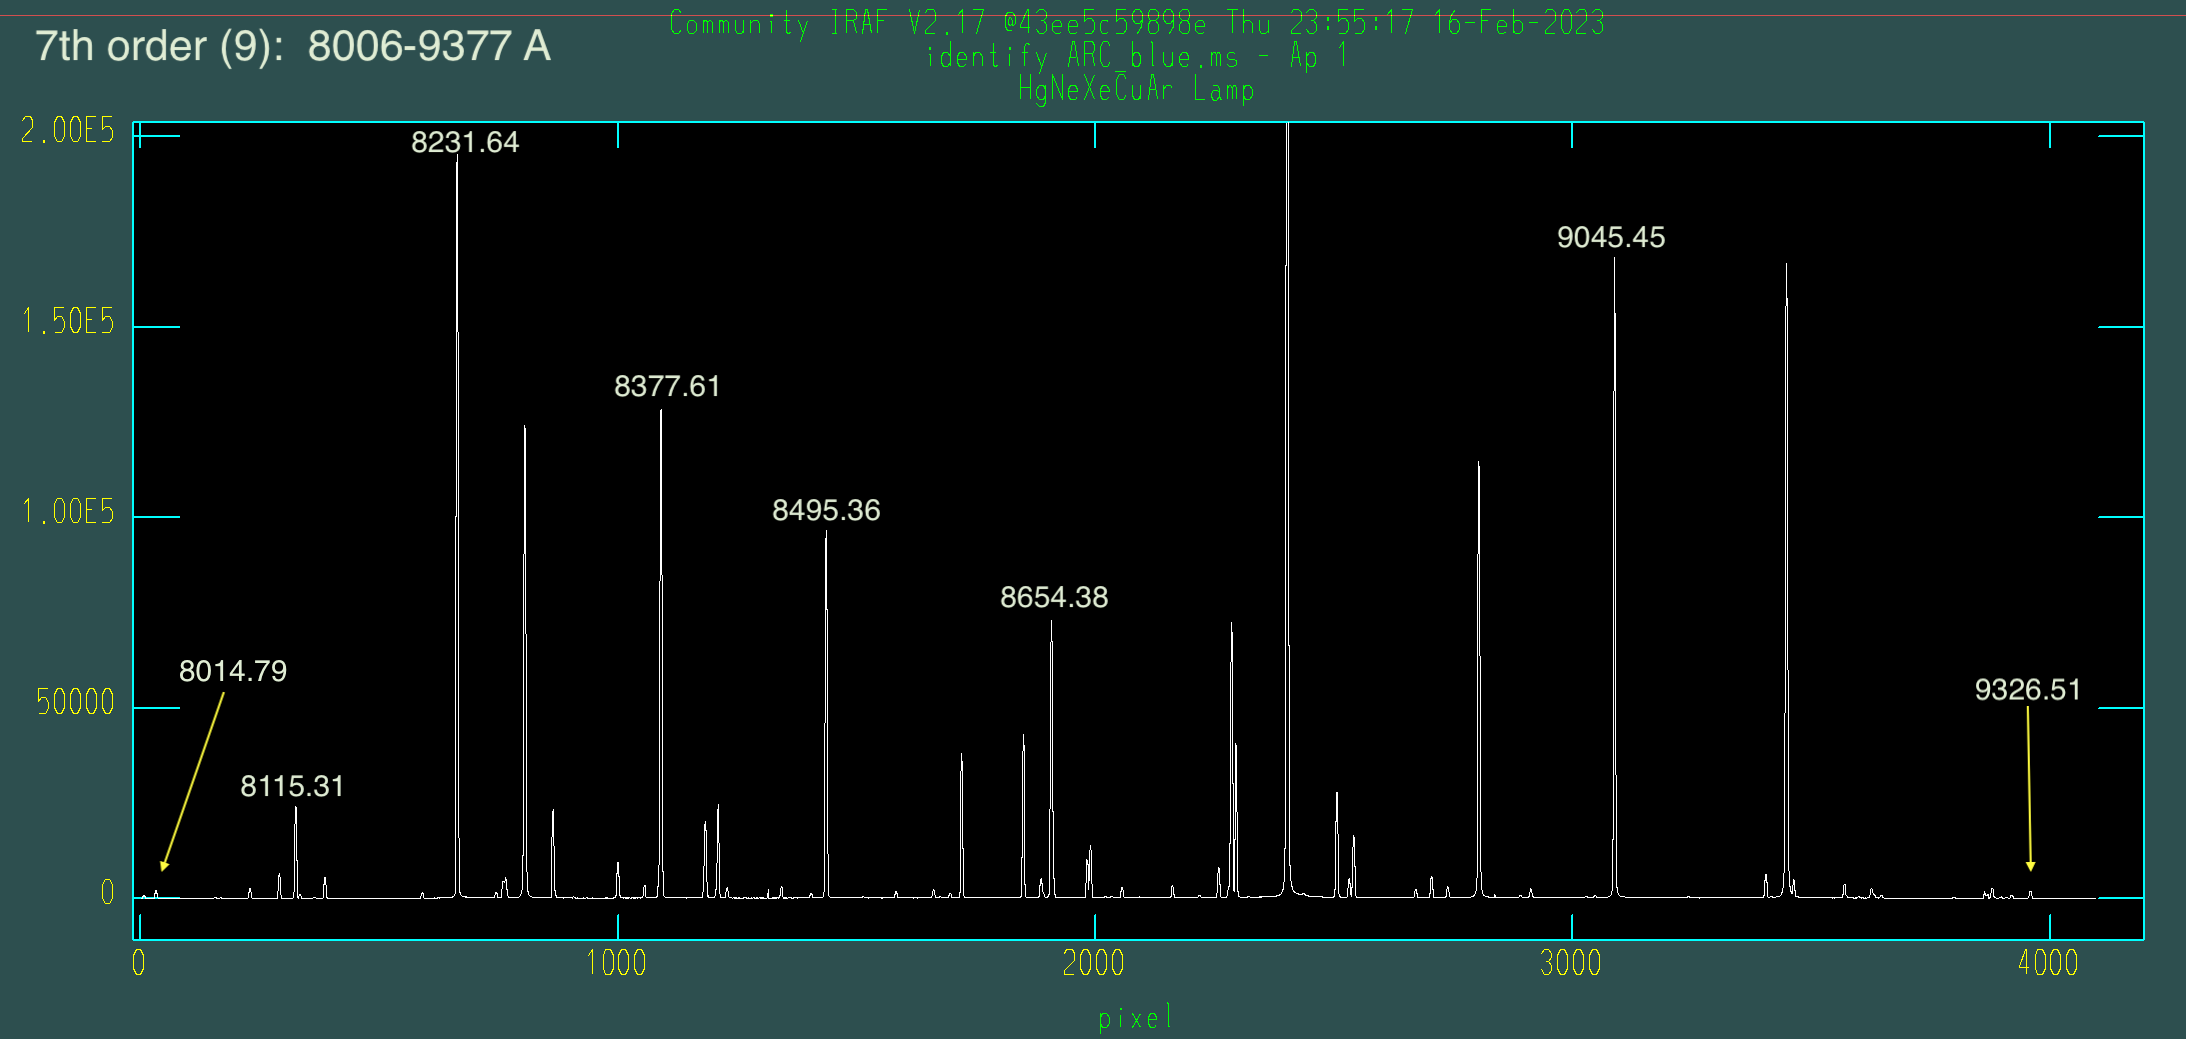 Community IRAF V2.17 @43ee5c59898e Thu 23:55:17 16-Feb-2023
7th order (9):  8006-9377 A
identify ARC_blue.ms - Ap 1
HgNeXeCuAr Lamp
2.00E5
8231.64
9045.45
1.50E5
8377.61
1.00E5
8495.36
8654.38
8014.79
50000
9326.51
8115.31
0
0 1000 2000 3000 4000
pixel